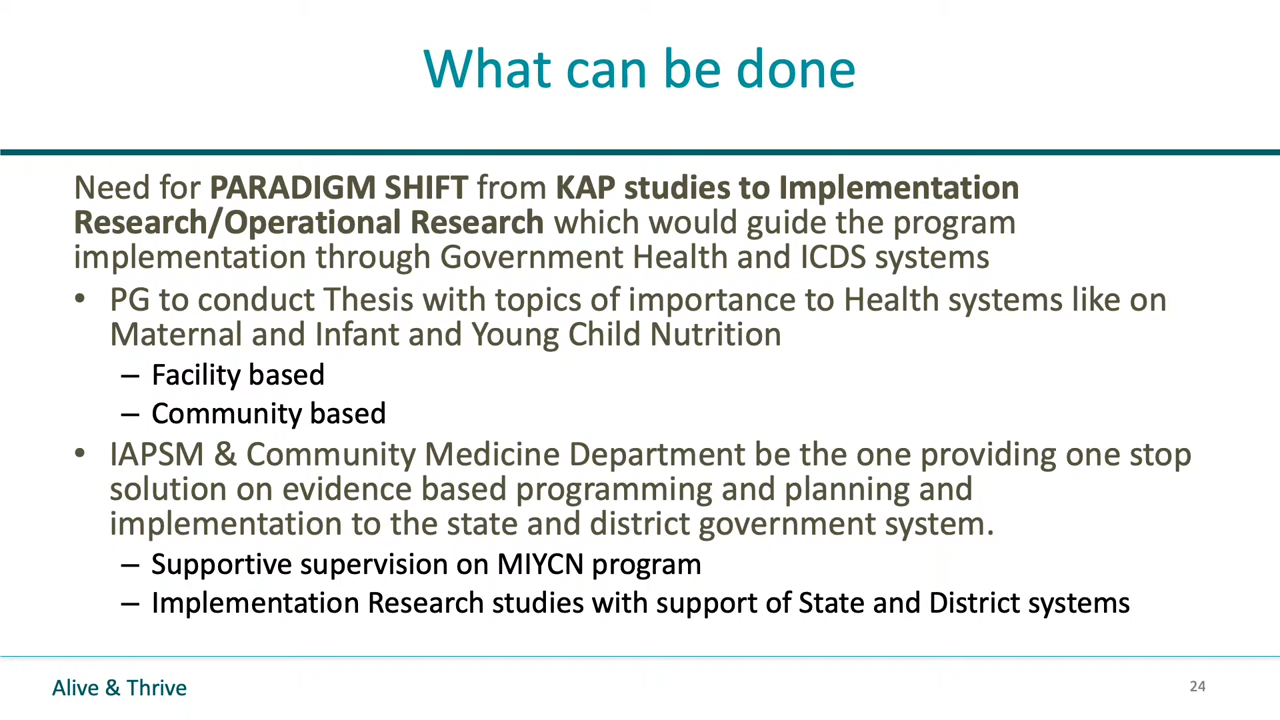 What can be done
Need for PARADIGM SHIFT from KAP studies to Implementation
Research/Operational Research which would guide the program
implementation through Government Health and ICDS systems
• PG to conduct Thesis with topics of importance to Health systems like on
Maternal and Infant and Young Child Nutrition
– Facility based
– Community based
• IAPSM & Community Medicine Department be the one providing one stop
solution on evidence based programming and planning and
implementation to the state and district government system.
– Supportive supervision on MIYCN program
– Implementation Research studies with support of State and District systems
Alive & Thrive
24